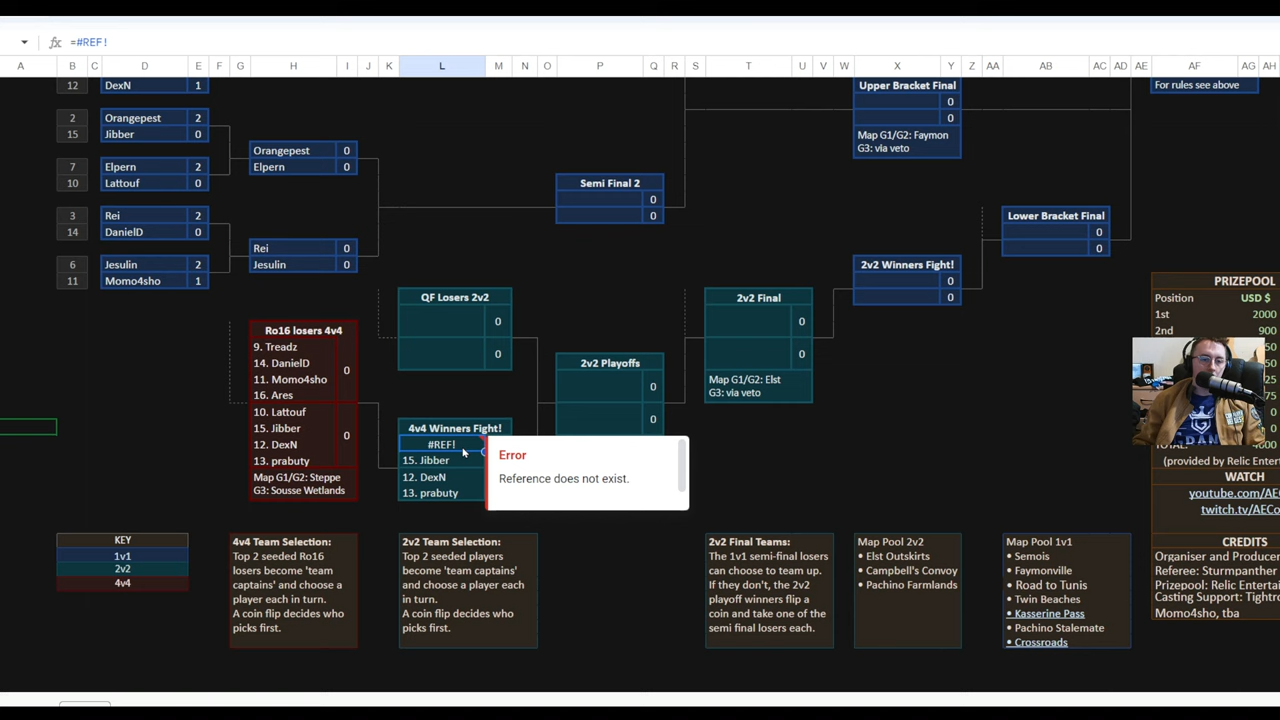 fx =#REF!
A B C D E F G H I J K L M N O P Q R S T U V W X Y Z AA AB AC AD AE AF AG AH
12 DexN 1
2 Orangepest 2
15 Jibber 0
7 Elpern 2
10 Lattouf 0
3 Rei 2
14 DanielD 0
6 Jesulin 2
11 Momo4sho 1
Orangepest 0
Elpern 0
Rei 0
Jesulin 0
Ro16 losers 4v4
9. Treadz
14. DanielD
11. Momo4sho
16. Ares
0
10. Lattouf
15. Jibber
12. DexN
13. prabuty
0
Map G1/G2: Steppe
G3: Sousse Wetlands
QF Losers 2v2
0
0
4v4 Winners Fight!
#REF!
15. Jibber
12. DexN
13. prabuty
Error
Reference does not exist.
Semi Final 2
0
0
2v2 Playoffs
0
0
2v2 Final
0
0
Map G1/G2: Elst
G3: via veto
Upper Bracket Final
0
0
Map G1/G2: Faymon
G3: via veto
2v2 Winners Fight!
0
0
Lower Bracket Final
0
0
For rules see above
PRIZEPOOL
Position USD $
1st 2000
2nd 900
(provided by Relic Enter
WATCH
youtube.com/AEC
twitch.tv/AECo
CREDITS
Organiser and Producer
Referee: Sturmpanther
Prizepool: Relic Entertai
Casting Support: Tightro
Momo4sho, tba
KEY
1v1
2v2
4v4
4v4 Team Selection:
Top 2 seeded Ro16
losers become 'team
captains' and choose a
player each in turn.
A coin flip decides who
picks first.
2v2 Team Selection:
Top 2 seeded players
become 'team captains'
and choose a player each
in turn.
A coin flip decides who
picks first.
2v2 Final Teams:
The 1v1 semi-final losers
can choose to team up.
If they don't, the 2v2
playoff winners flip a
coin and take one of the
semi final losers each.
Map Pool 2v2
• Elst Outskirts
• Campbell's Convoy
• Pachino Farmlands
Map Pool 1v1
• Semois
• Faymonville
• Road to Tunis
• Twin Beaches
• Kasserine Pass
• Pachino Stalemate
• Crossroads